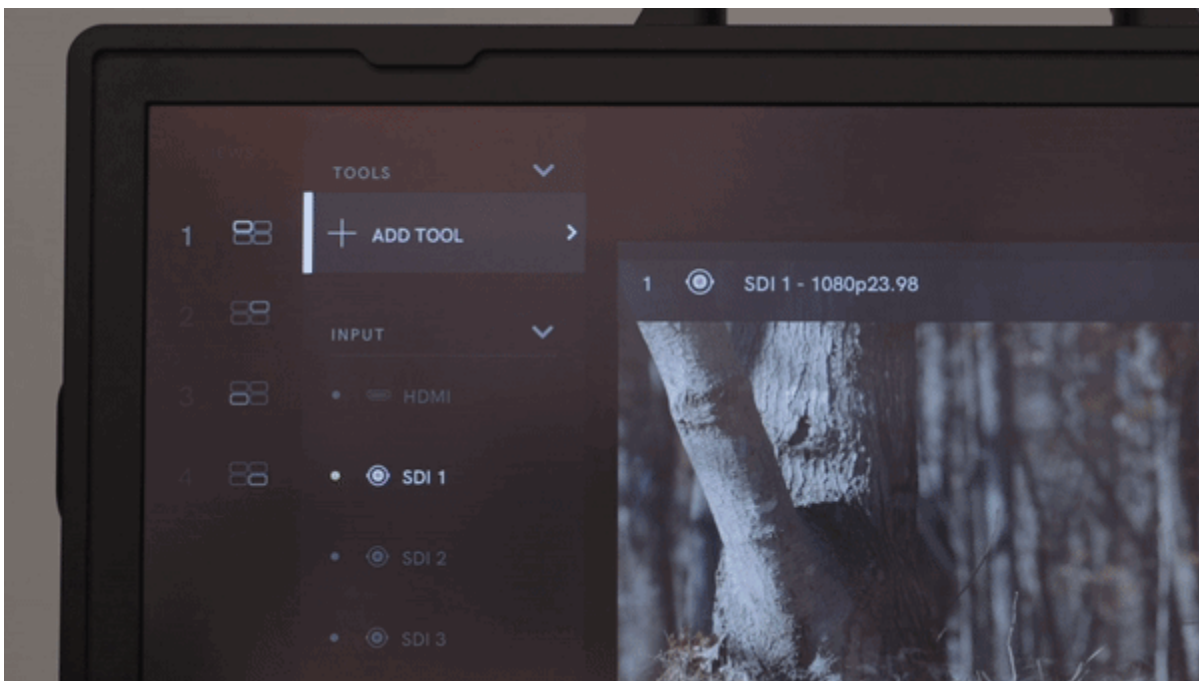 TOOLS
1
ADD TOOL
1 SDI 1 - 1080p23.98
2
INPUT
3
HDMI
4
SDI 1
SDI 2
SDI 3